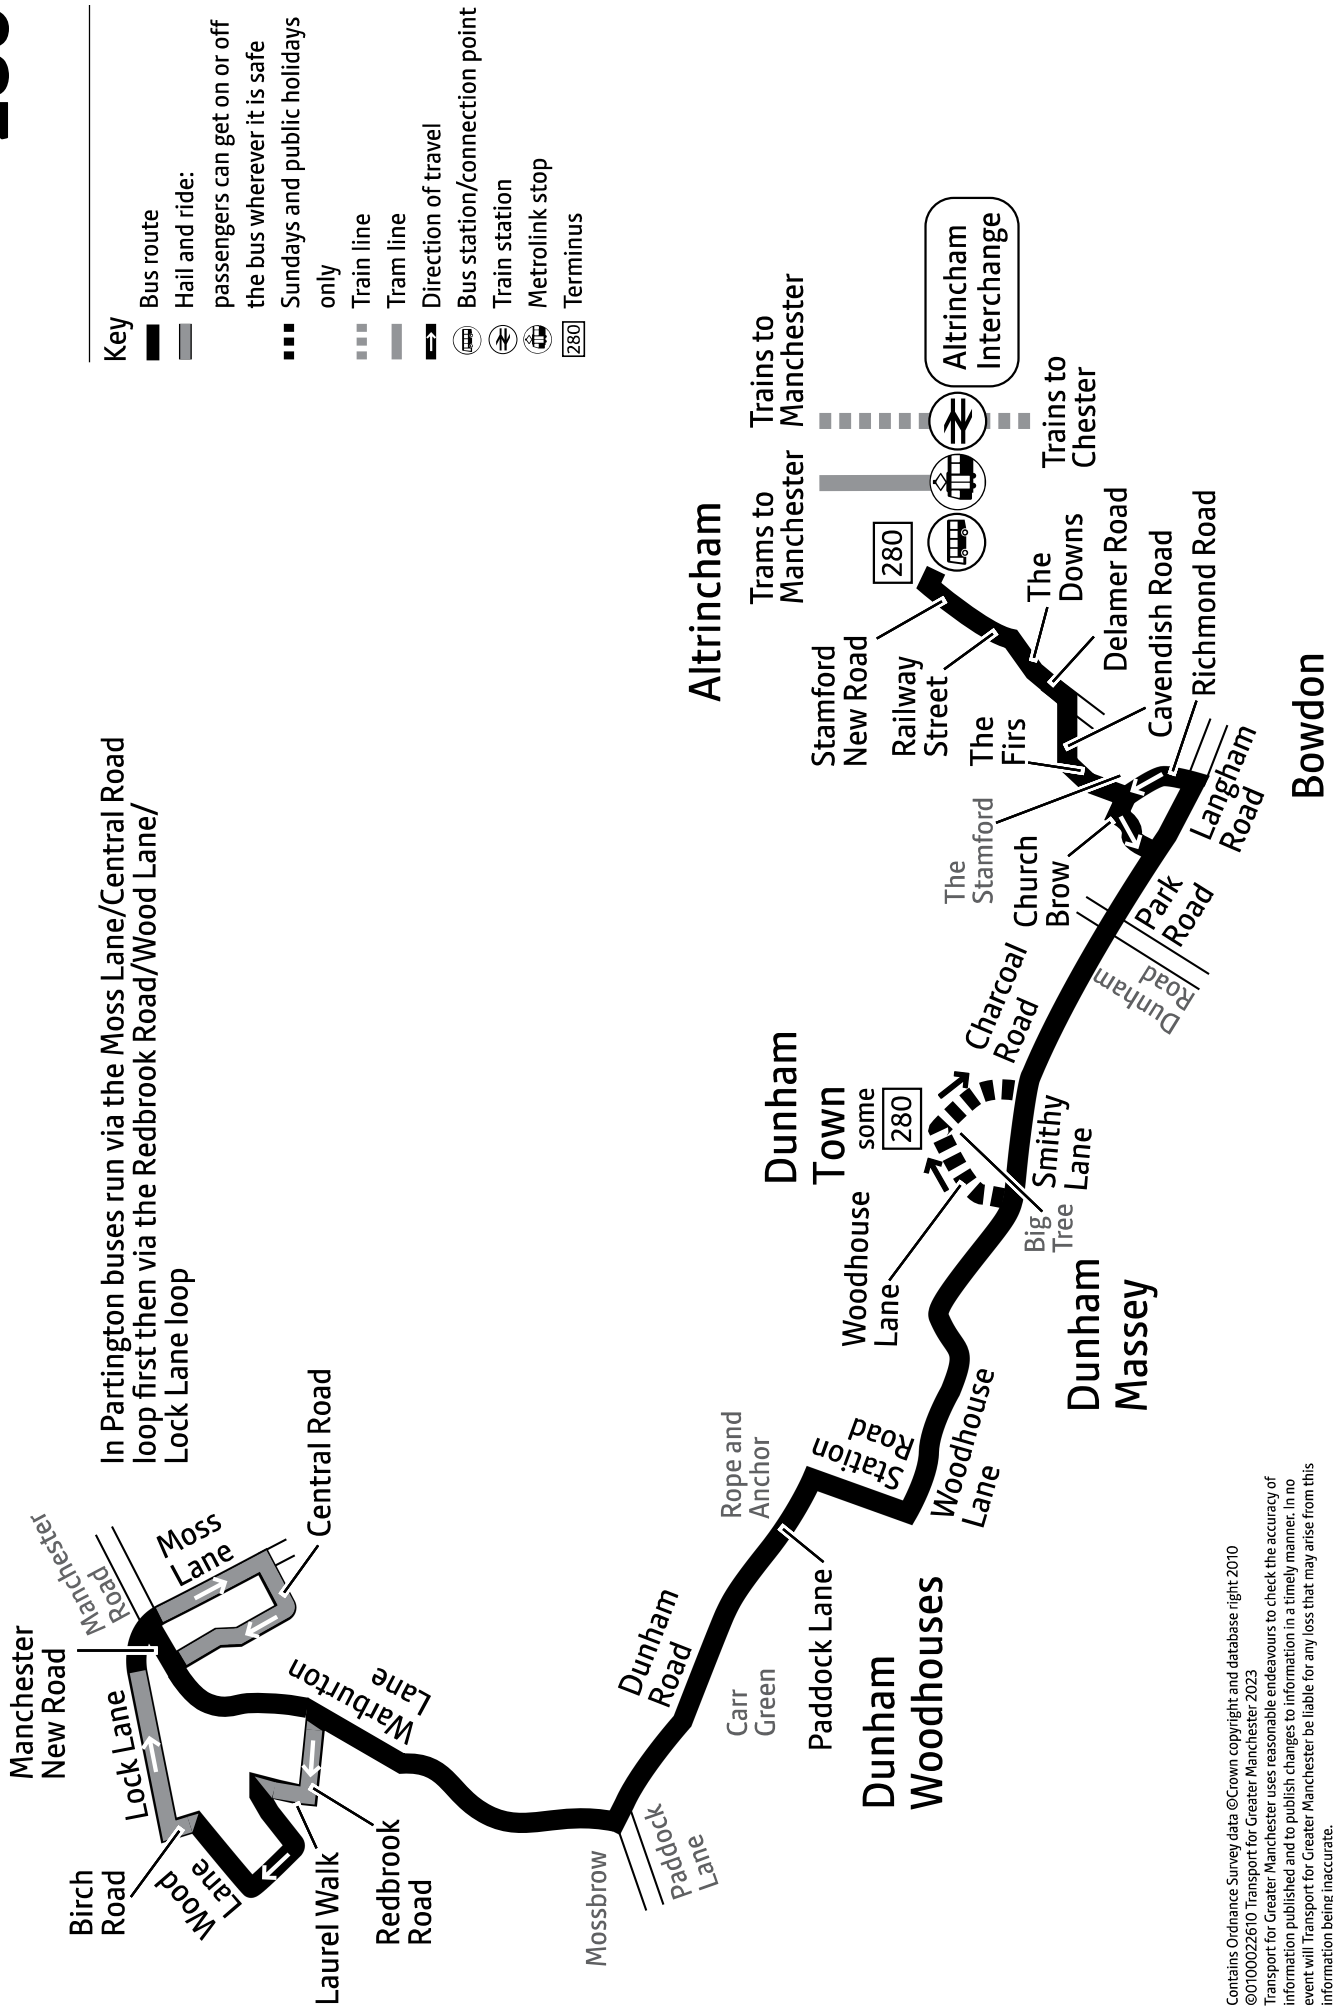 Key
Bus route
Hail and ride:
passengers can get on or off
the bus wherever it is safe
Sundays and public holidays
only
Train line
Tram line
Direction of travel
Bus station/connection point
Train station
Metrolink stop
280
Terminus
In Partington buses run via the Moss Lane/Central Road
loop first then via the Redbrook Road/Wood Lane/
Lock Lane loop
Manchester
New Road
Manchester
Road
Moss
Lane
Central Road
Lock Lane
Birch
Road
Wood
Lane
Laurel Walk
Redbrook
Road
Warburton
Lane
Mossbrow
Paddock
Lane
Dunham
Road
Carr
Green
Rope and
Anchor
Paddock Lane
Dunham
Woodhouses
Station
Road
Woodhouse
Lane
Woodhouse
Lane
Dunham
Massey
Dunham
Town
some
280
Big
Tree
Smithy
Lane
Charcoal
Road
Dunham
Road
Park
Road
Church
Brow
The
Stamford
The
Firs
Langham
Road
Bowdon
Richmond Road
Cavendish Road
Delamer Road
The
Downs
Railway
Street
Stamford
New Road
Altrincham
280
Trams to
Manchester
Trains to
Manchester
Trains to
Chester
Altrincham
Interchange
Contains Ordnance Survey data ©Crown copyright and database right 2010
©0100022610 Transport for Greater Manchester 2023
Transport for Greater Manchester uses reasonable endeavours to check the accuracy of
information published and to publish changes to information in a timely manner. In no
event will Transport for Greater Manchester be liable for any loss that may arise from this
information being inaccurate.